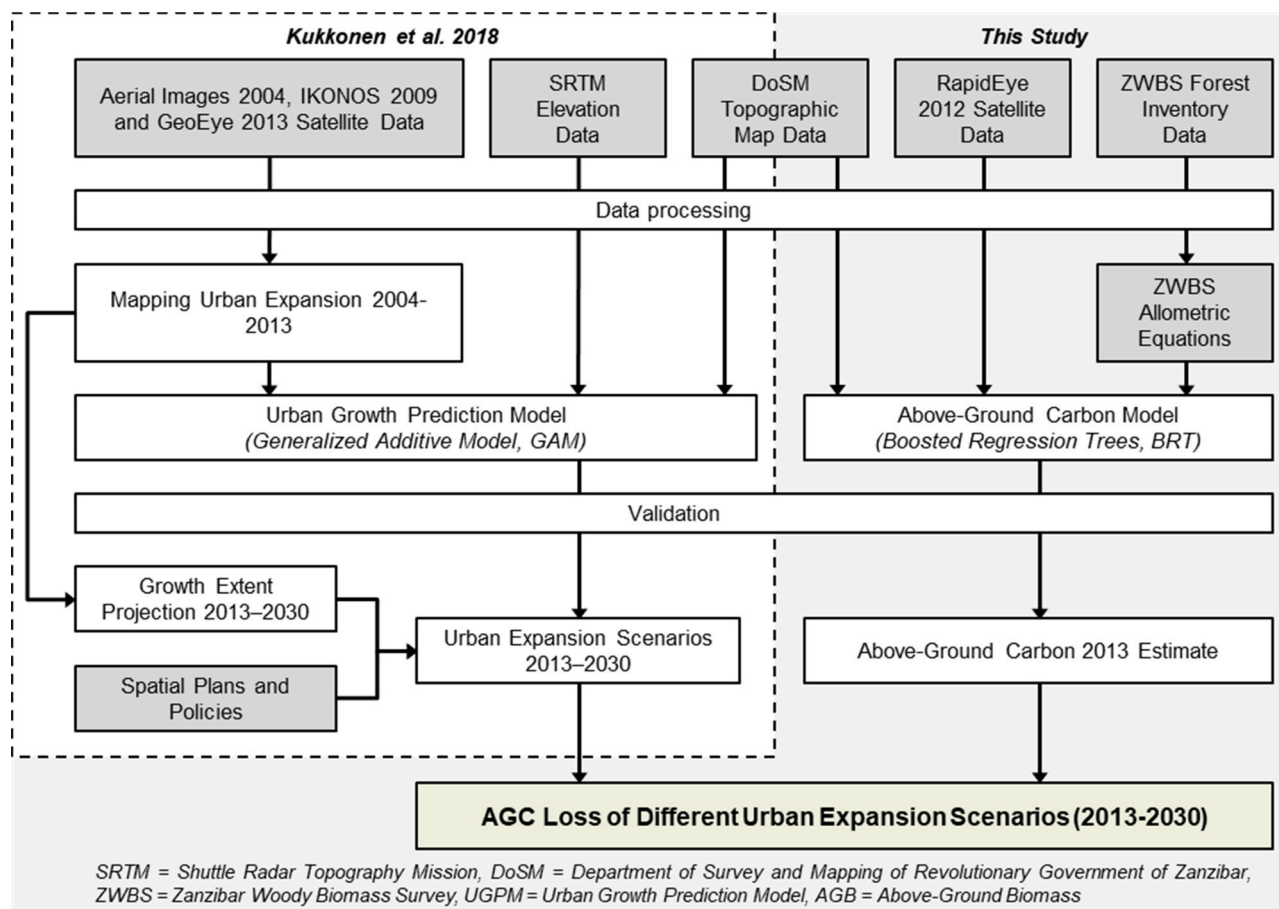 Kukkonen et al. 2018
This Study
Aerial Images 2004, IKONOS 2009
and GeoEye 2013 Satellite Data
SRTM
Elevation
Data
DoSM
Topographic
Map Data
RapidEye
2012 Satellite
Data
ZWBS Forest
Inventory
Data
Data processing
Mapping Urban Expansion 2004-
2013
ZWBS
Allometric
Equations
Urban Growth Prediction Model
(Generalized Additive Model, GAM)
Above-Ground Carbon Model
(Boosted Regression Trees, BRT)
Validation
Growth Extent
Projection 2013–2030
Urban Expansion Scenarios
2013–2030
Above-Ground Carbon 2013 Estimate
Spatial Plans and
Policies
AGC Loss of Different Urban Expansion Scenarios (2013-2030)
SRTM = Shuttle Radar Topography Mission, DoSM = Department of Survey and Mapping of Revolutionary Government of Zanzibar,
ZWBS = Zanzibar Woody Biomass Survey, UGPM = Urban Growth Prediction Model, AGB = Above-Ground Biomass